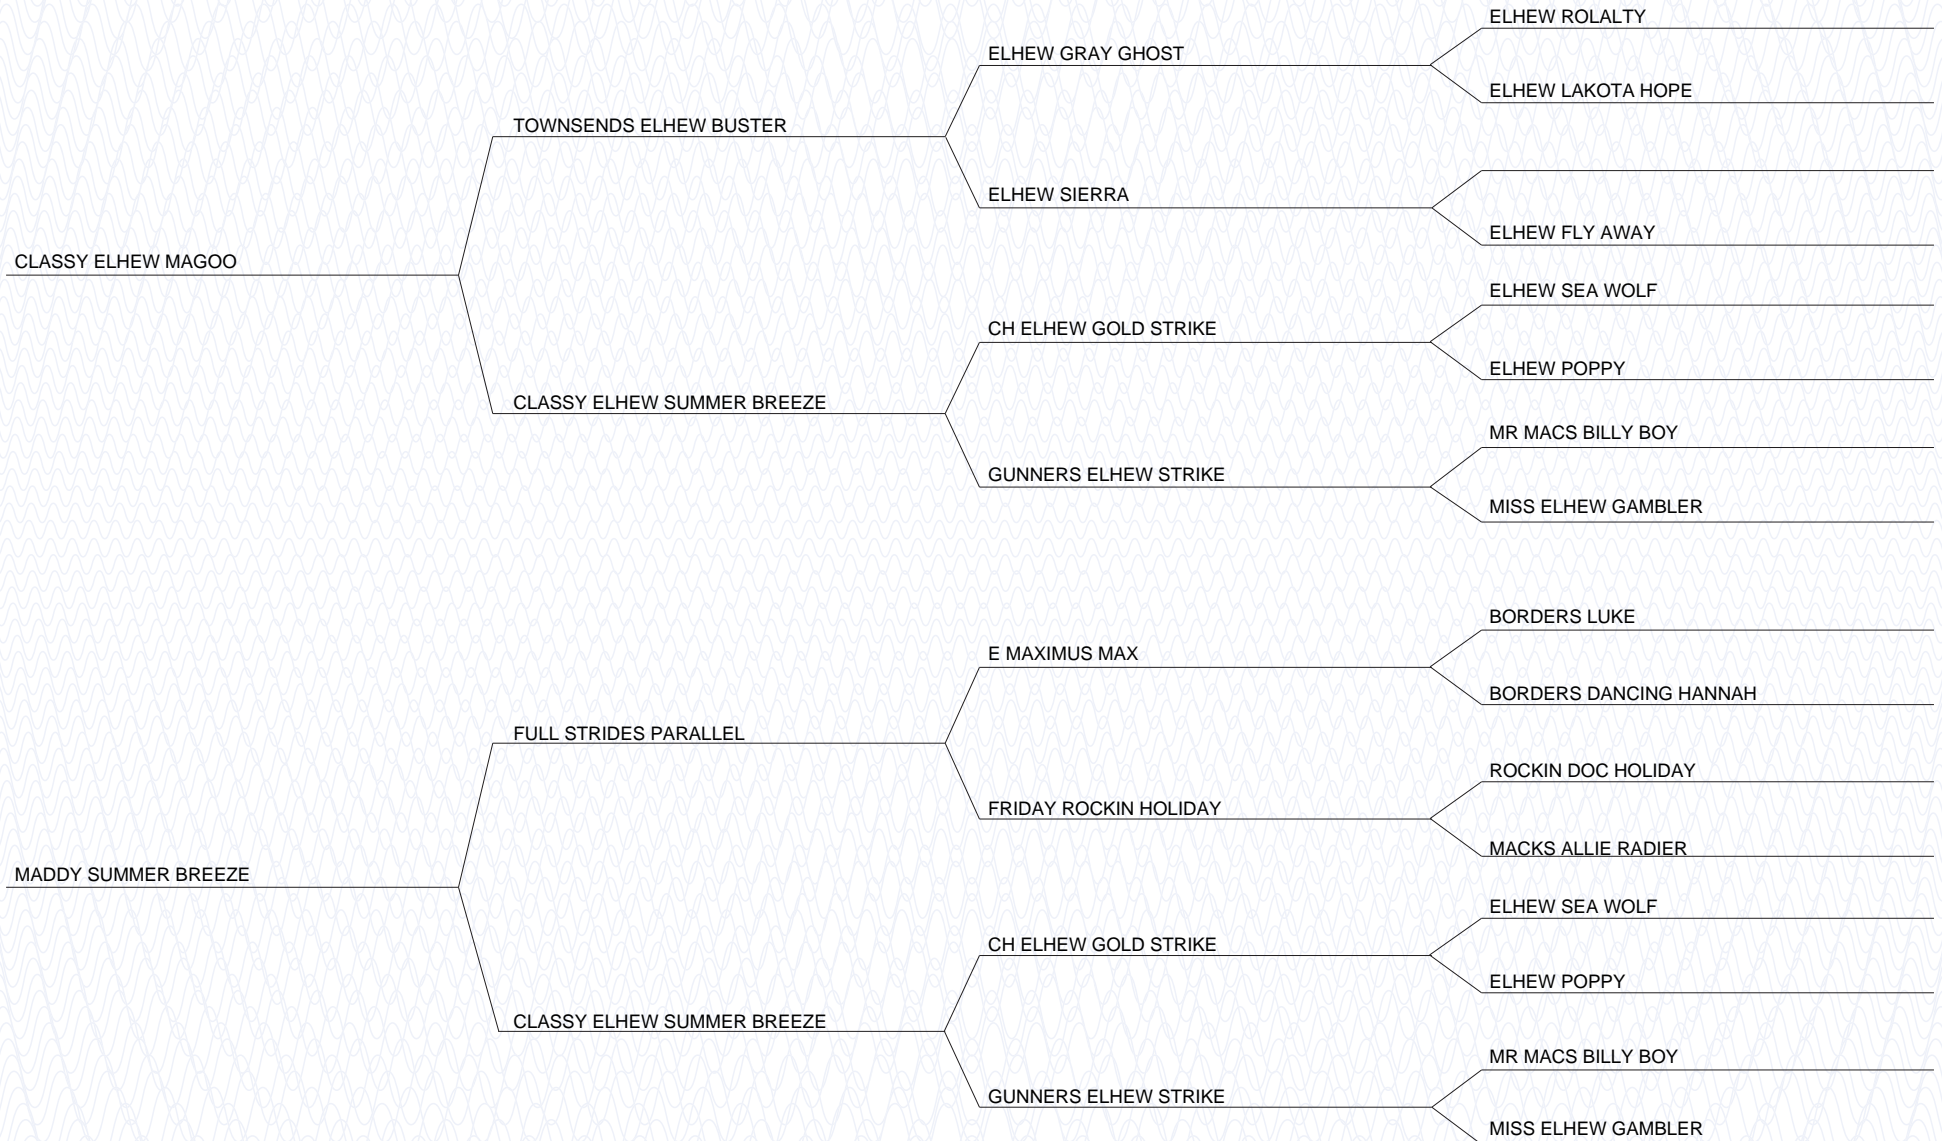 ELHEW ROLALTY
ELHEW GRAY GHOST
ELHEW LAKOTA HOPE
TOWNSENDS ELHEW BUSTER
ELHEW SIERRA
ELHEW FLY AWAY
CLASSY ELHEW MAGOO
ELHEW SEA WOLF
CH ELHEW GOLD STRIKE
ELHEW POPPY
CLASSY ELHEW SUMMER BREEZE
MR MACS BILLY BOY
GUNNERS ELHEW STRIKE
MISS ELHEW GAMBLER
BORDERS LUKE
E MAXIMUS MAX
BORDERS DANCING HANNAH
FULL STRIDES PARALLEL
ROCKIN DOC HOLIDAY
FRIDAY ROCKIN HOLIDAY
MACKS ALLIE RADIER
MADDY SUMMER BREEZE
ELHEW SEA WOLF
CH ELHEW GOLD STRIKE
ELHEW POPPY
CLASSY ELHEW SUMMER BREEZE
MR MACS BILLY BOY
GUNNERS ELHEW STRIKE
MISS ELHEW GAMBLER